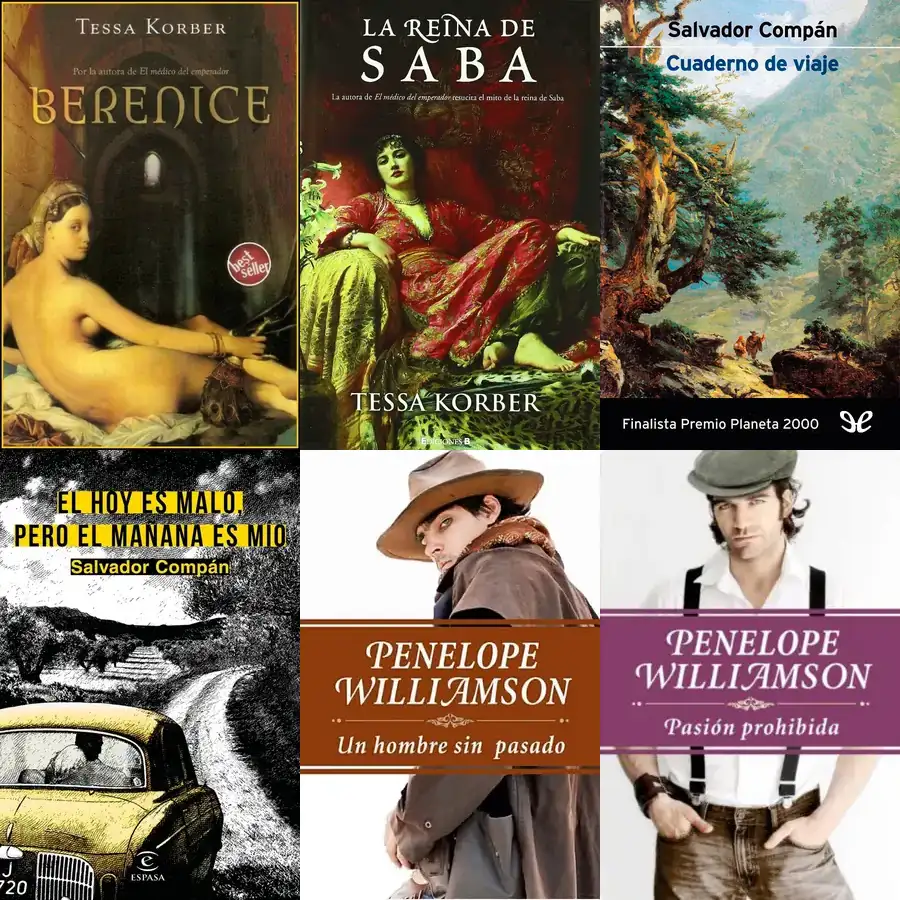 TESSA KORBER
Por la autora de El médico del emperador
BERENICE
best
seller
LA REINA DE
SABA
La autora de El médico del emperador resucita el mito de la reina de Saba
TESSA KORBER
EDICIONES B
Salvador Compán
Cuaderno de viaje
Finalista Premio Planeta 2000
EL HOY ES MALO,
PERO EL MAÑANA ES MÍO
Salvador Compán
J
720
ESPASA
PENELOPE
WILLIAMSON
Un hombre sin pasado
PENELOPE
WILLIAMSON
Pasión prohibida